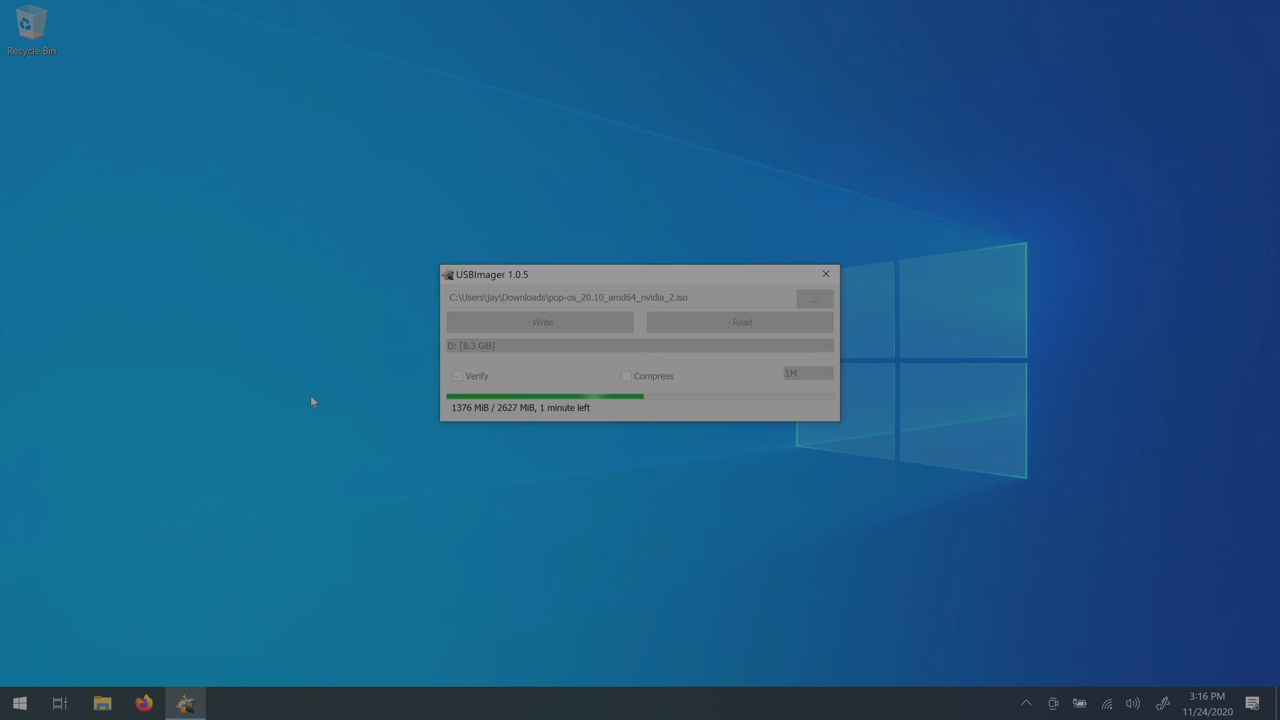 Recycle Bin
USBImager 1.0.5
C:\Users\jay\Downloads\pop-os_20.10_amd64_nvidia_2.iso
...
Write
Read
D: [8.3 GiB]
Verify
Compress
1M
1376 MiB / 2627 MiB, 1 minute left
3:16 PM
11/24/2020